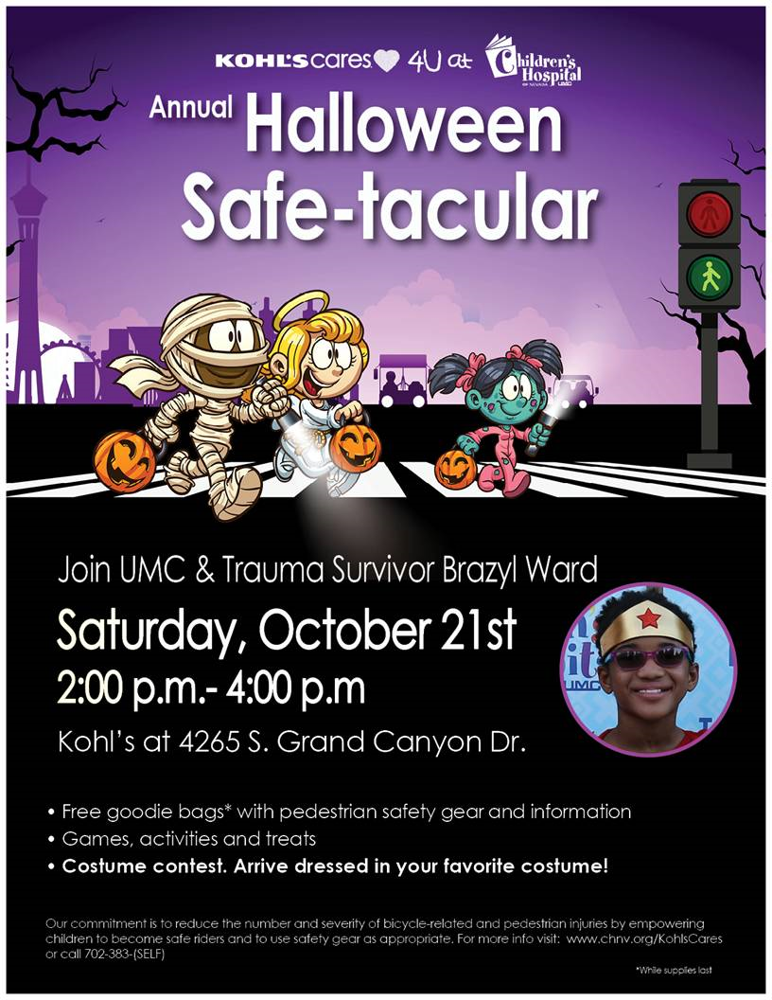 KOHL'S cares 4U at Children's Hospital OF NEVADA UMC
Annual Halloween
Safe-tacular
Join UMC & Trauma Survivor Brazyl Ward
Saturday, October 21st
2:00 p.m.- 4:00 p.m
Kohl's at 4265 S. Grand Canyon Dr.
UMC
• Free goodie bags* with pedestrian safety gear and information
• Games, activities and treats
• Costume contest. Arrive dressed in your favorite costume!
Our commitment is to reduce the number and severity of bicycle-related and pedestrian injuries by empowering
children to become safe riders and to use safety gear as appropriate. For more info visit: www.chnv.org/KohlsCares
or call 702-383-(SELF)
*While supplies last